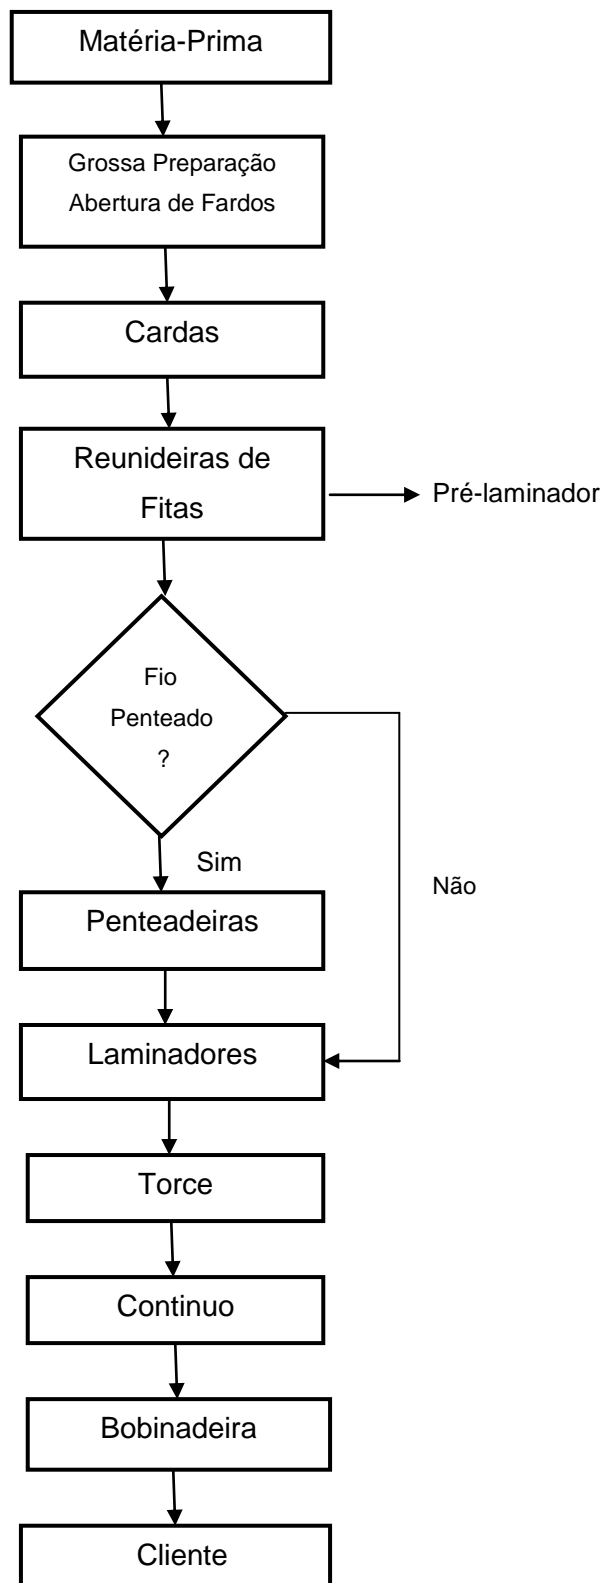 Matéria-Prima
Grossa Preparação
Abertura de Fardos
Cardas
Reunideiras de
Fitas
Pré-laminador
Fio
Penteado
?
Sim
Não
Penteadeiras
Laminadores
Torce
Continuo
Bobinadeira
Cliente